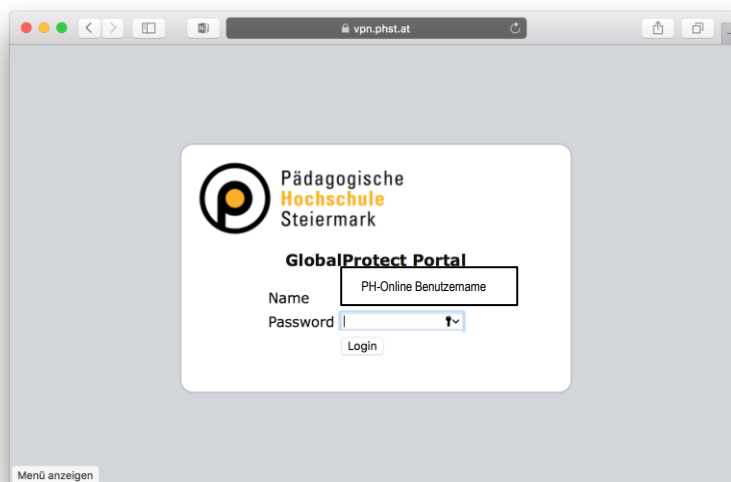 vpn.phst.at
Pädagogische
Hochschule
Steiermark
GlobalProtect Portal
Name
PH-Online Benutzername
Password
Login
Menü anzeigen